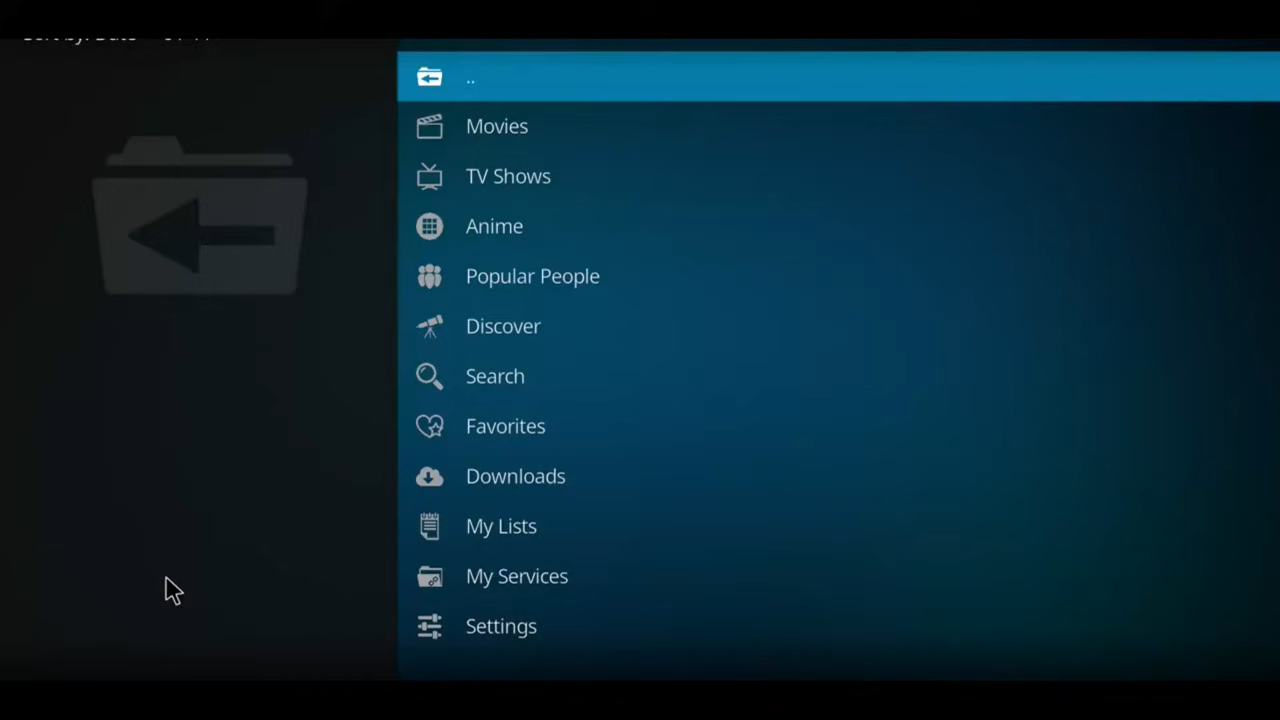 ..
Movies
TV Shows
Anime
Popular People
Discover
Search
Favorites
Downloads
My Lists
My Services
Settings